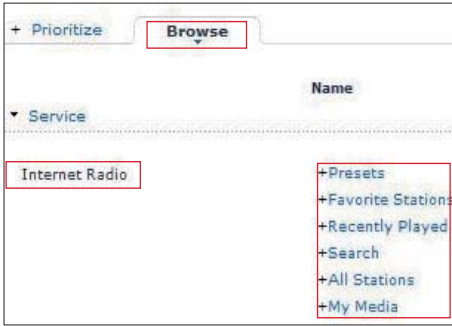 + Prioritize Browse
Name
Service
Internet Radio +Presets
+Favorite Stations
+Recently Played
+Search
+All Stations
+My Media